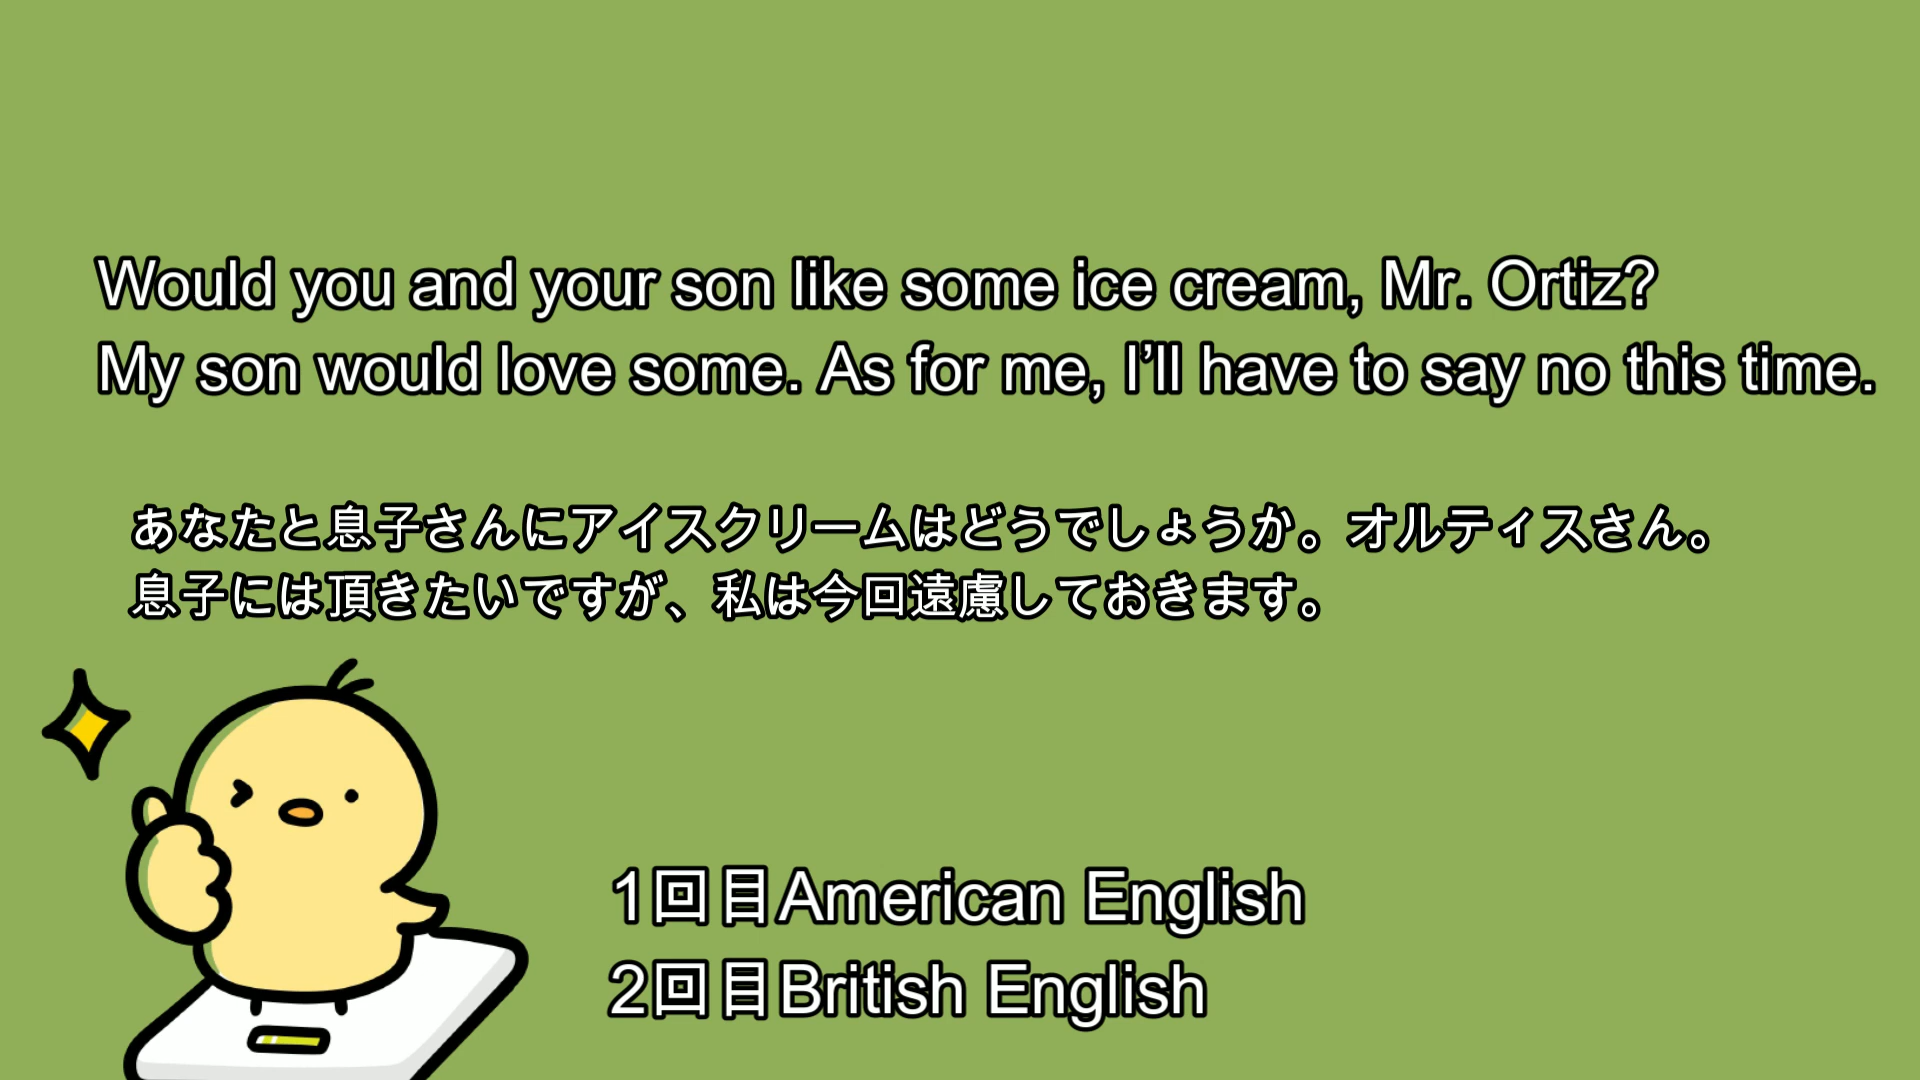 Would you and your son like some ice cream, Mr. Ortiz?
My son would love some. As for me, I’ll have to say no this time.
あなたと息子さんにアイスクリームはどうでしょうか。オルティスさん。
息子には頂きたいですが、私は今回遠慮しておきます。
1回目American English
2回目British English